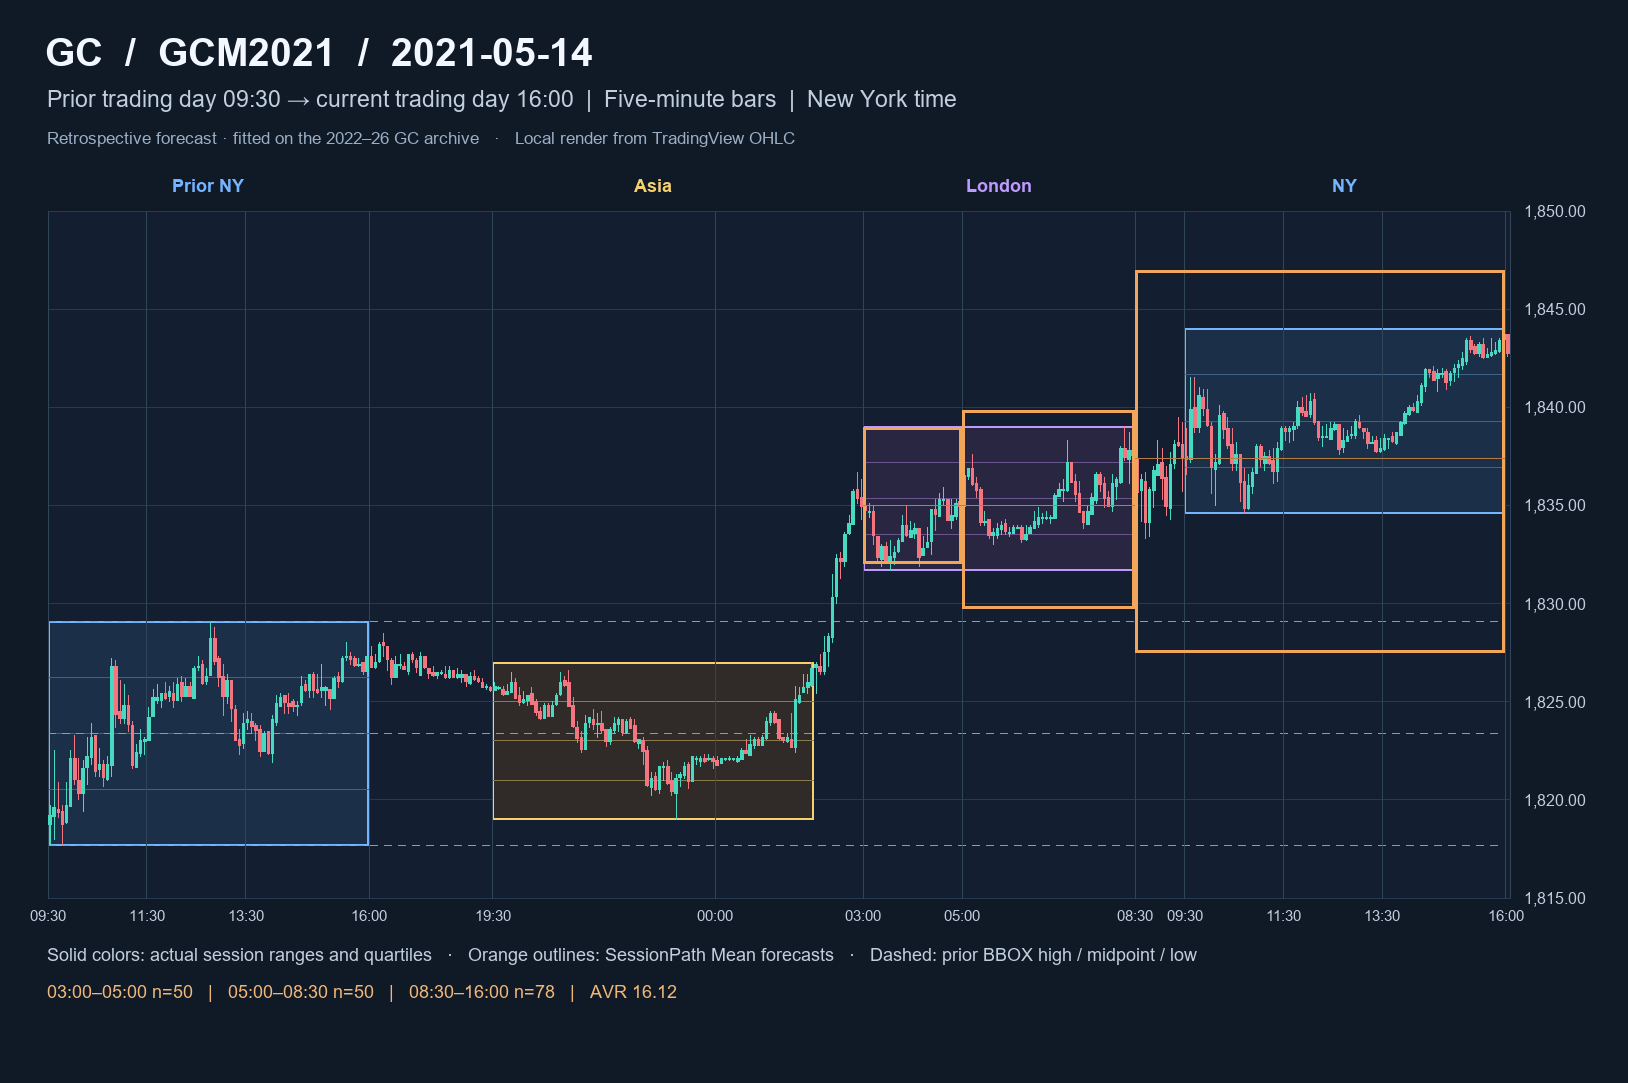 GC / GCM2021 / 2021-05-14
Prior trading day 09:30 → current trading day 16:00 | Five-minute bars | New York time
Retrospective forecast · fitted on the 2022–26 GC archive · Local render from TradingView OHLC
Prior NY Asia London NY
1,850.00
1,845.00
1,840.00
1,835.00
1,830.00
1,825.00
1,820.00
1,815.00
09:30 11:30 13:30 16:00 19:30 00:00 03:00 05:00 08:30 09:30 11:30 13:30 16:00
Solid colors: actual session ranges and quartiles · Orange outlines: SessionPath Mean forecasts · Dashed: prior BBOX high / midpoint / low
03:00–05:00 n=50 | 05:00–08:30 n=50 | 08:30–16:00 n=78 | AVR 16.12